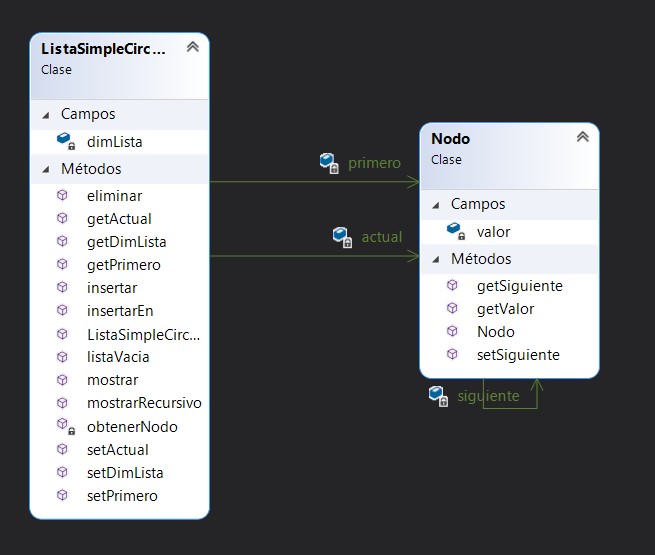 ListaSimpleCirc...
Clase
Campos
dimLista
Métodos
eliminar
getActual
getDimLista
getPrimero
insertar
insertarEn
ListaSimpleCirc...
listaVacia
mostrar
mostrarRecursivo
obtenerNodo
setActual
setDimLista
setPrimero
primero
actual
Nodo
Clase
Campos
valor
Métodos
getSiguiente
getValor
Nodo
setSiguiente
siguiente